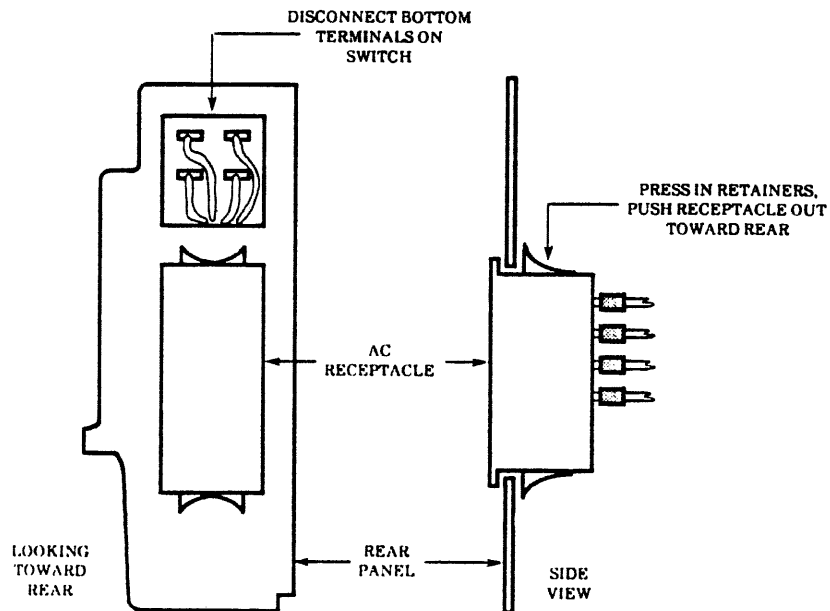 DISCONNECT BOTTOM
TERMINALS ON
SWITCH
PRESS IN RETAINERS,
PUSH RECEPTACLE OUT
TOWARD REAR
AC
RECEPTACLE
LOOKING
TOWARD
REAR
REAR
PANEL
SIDE
VIEW